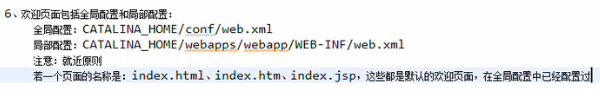 6、欢迎页面包括全局配置和局部配置：
全局配置：CATALINA_HOME/conf/web.xml
局部配置：CATALINA_HOME/webapps/webapp/WEB-INF/web.xml
注意：就近原则
若一个页面的名称是：index.html、index.htm、index.jsp，这些都是默认的欢迎页面，在全局配置中已经配置过